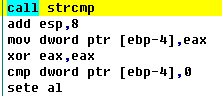 call strcmp
add esp,8
mov dword ptr [ebp-4],eax
xor eax,eax
cmp dword ptr [ebp-4],0
sete al